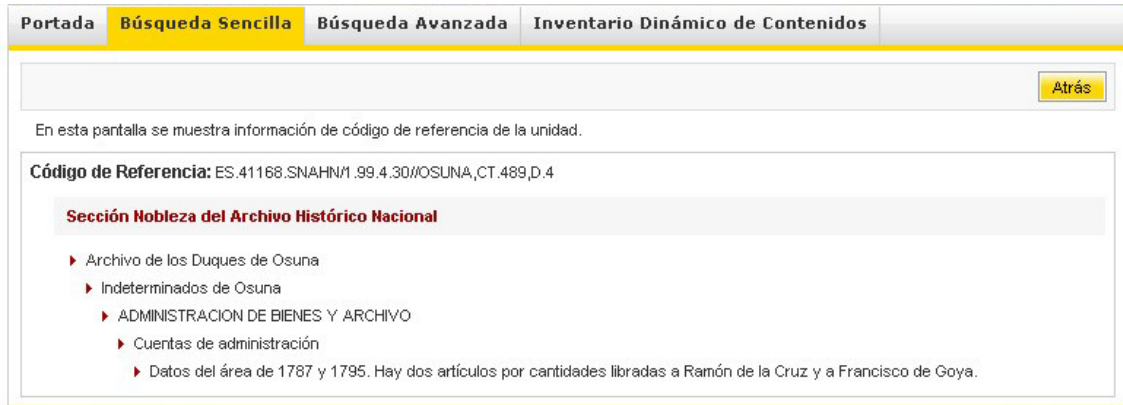 Portada Búsqueda Sencilla Búsqueda Avanzada Inventario Dinámico de Contenidos
Atrás
En esta pantalla se muestra información de código de referencia de la unidad.
Código de Referencia: ES.41168.SNAHN/1.99.4.30//OSUNA,CT.489,D.4
Sección Nobleza del Archivo Histórico Nacional
Archivo de los Duques de Osuna
Indeterminados de Osuna
ADMINISTRACION DE BIENES Y ARCHIVO
Cuentas de administración
Datos del área de 1787 y 1795. Hay dos artículos por cantidades libradas a Ramón de la Cruz y a Francisco de Goya.